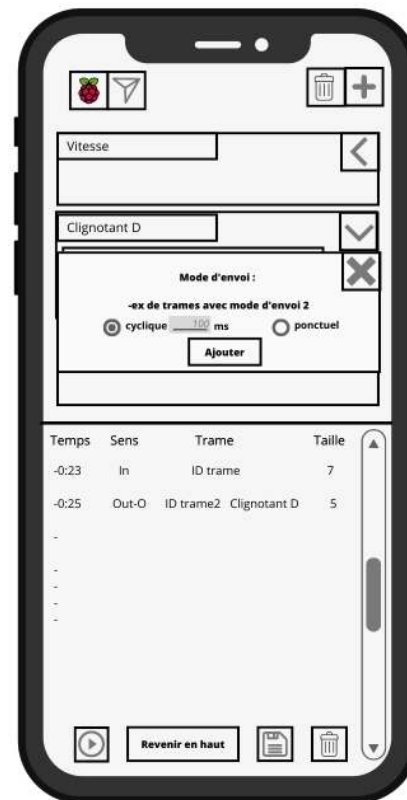 Vitesse
Clignotant D
Mode d'envoi :
-ex de trames avec mode d'envoi 2
cyclique 100 ms ponctuel
Ajouter
Temps Sens Trame Taille
-0:23 In ID trame 7
-0:25 Out-O ID trame2 Clignotant D 5
-
-
-
-
-
Revenir en haut